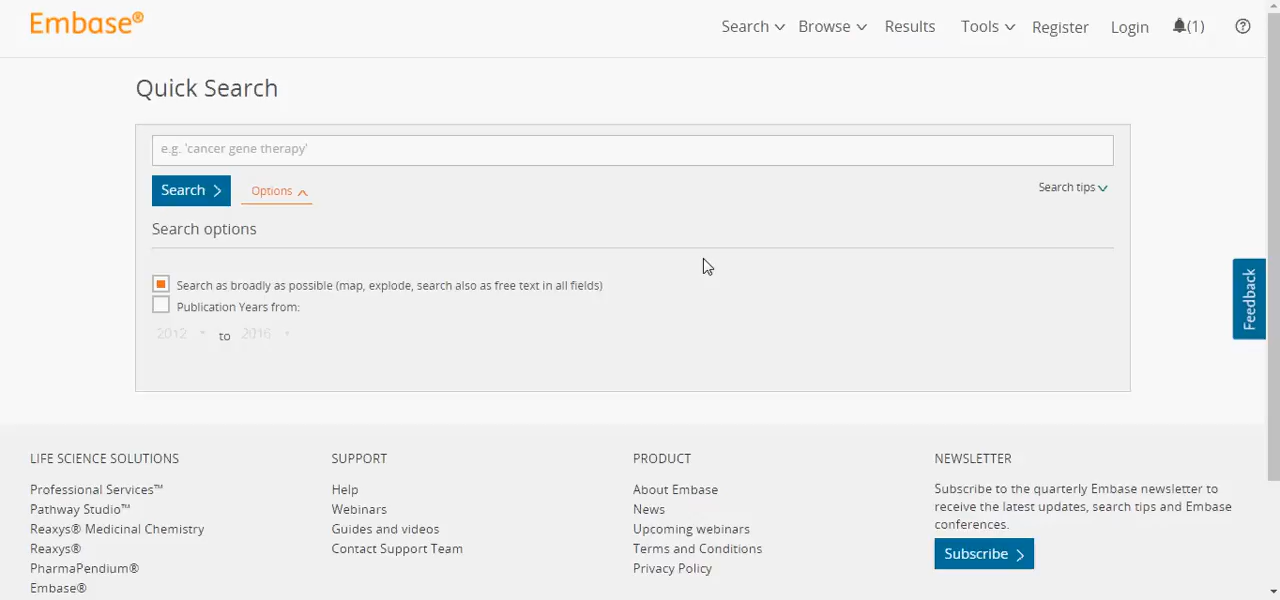 Embase®
Search Browse Results Tools Register Login (1)
Quick Search
e.g. 'cancer gene therapy'
Search Options Search tips
Search options
Search as broadly as possible (map, explode, search also as free text in all fields)
Publication Years from:
2012 to 2016
Feedback
LIFE SCIENCE SOLUTIONS
Professional Services™
Pathway Studio™
Reaxys® Medicinal Chemistry
Reaxys®
PharmaPendium®
Embase®
SUPPORT
Help
Webinars
Guides and videos
Contact Support Team
PRODUCT
About Embase
News
Upcoming webinars
Terms and Conditions
Privacy Policy
NEWSLETTER
Subscribe to the quarterly Embase newsletter to
receive the latest updates, search tips and Embase
conferences.
Subscribe